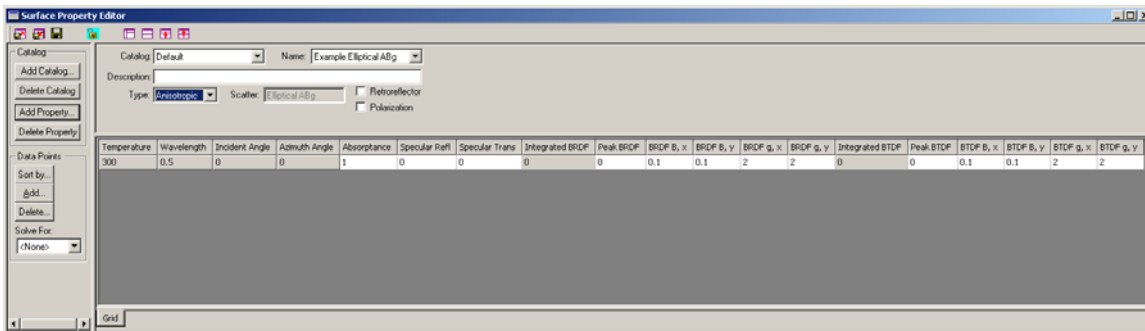 Surface Property Editor
Catalog
Add Catalog...
Delete Catalog
Add Property...
Delete Property
Data Points
Sort by...
Add...
Delete...
Solve For:
<None>
Catalog: Default Name: Example Elliptical ABg
Description:
Type: Anisotropic Scatter: Elliptical ABg Retroreflector
Polarization
Temperature Wavelength Incident Angle Azimuth Angle Absorptance Specular Refl Specular Trans Integrated BRDF Peak BRDF BRDF B, x BRDF B, y BRDF g, x BRDF g, y Integrated BTDF Peak BTDF BTDF B, x BTDF B, y BTDF g, x BTDF g, y
300 0.5 0 0 1 0 0 0 0 0.1 0.1 2 2 0 0 0.1 0.1 2 2
Grid